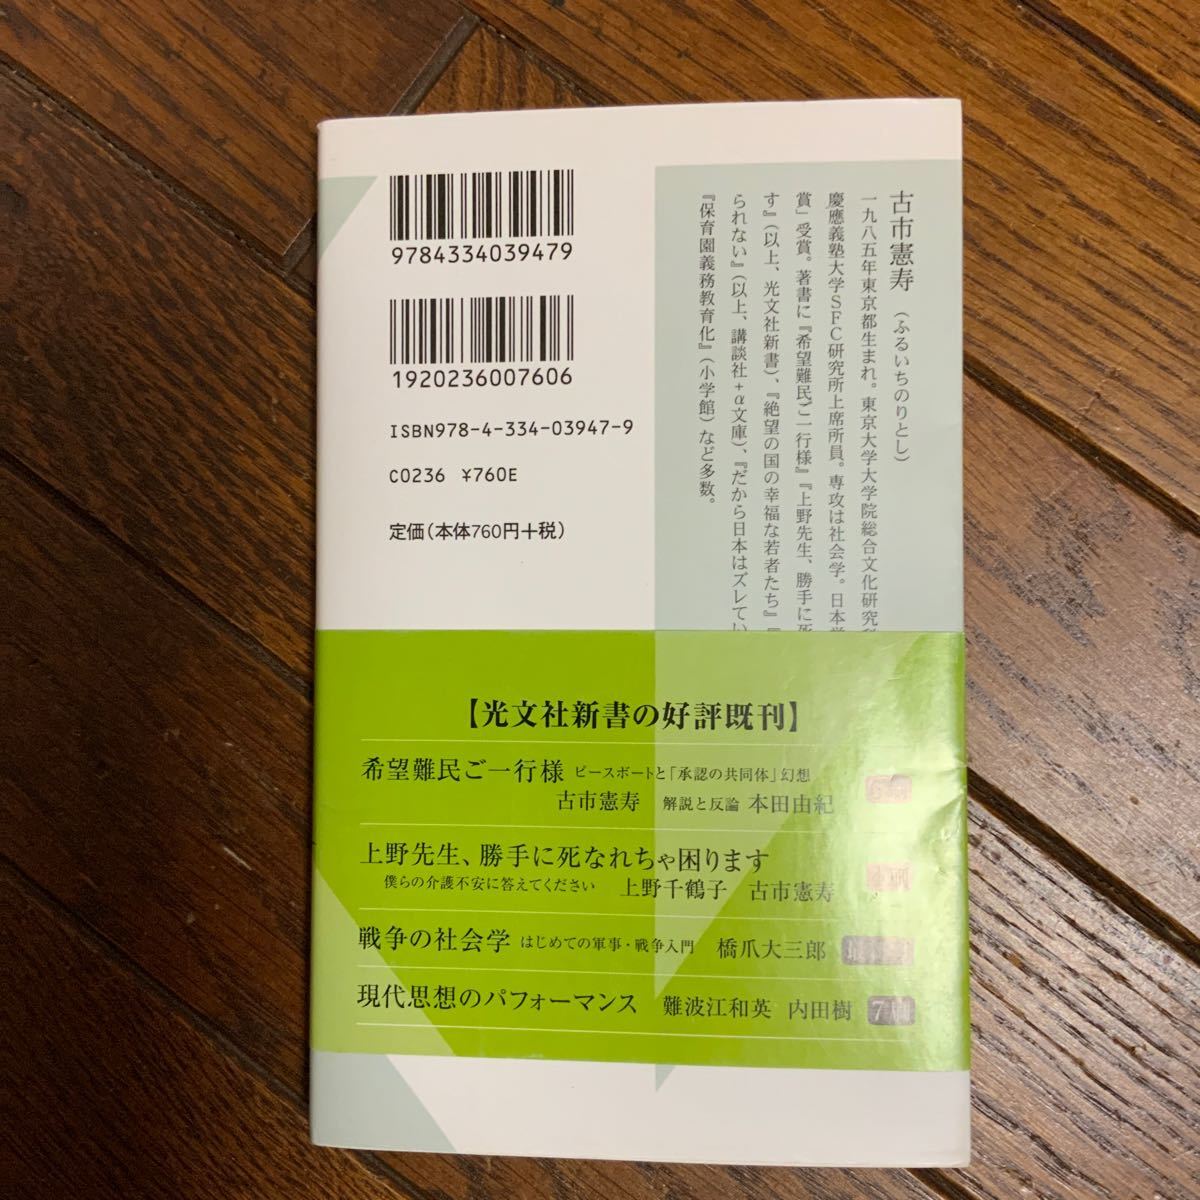 古市憲寿(ふるいちのりとし)
一九八五年東京都生まれ。東京大学大学院総合文化研究科
慶應義塾大学SFC研究所上席所員。専攻は社会学。日本学
賞」受賞。著書に『希望難民ご一行様』『上野先生、勝手に死
す』(以上、光文社新書)、『絶望の国の幸福な若者たち』『
られない』(以上、講談社+α文庫)、『だから日本はズレてい
『保育園義務教育化』(小学館)など多数。
9784334039479
1920236007606
ISBN978-4-334-03947-9
C0236 ¥760E
定価(本体760円+税)
【光文社新書の好評既刊】
希望難民ご一行様 ピースボートと「承認の共同体」幻想
古市憲寿 解説と反論 本田由紀
上野先生、勝手に死なれちゃ困ります
僕らの介護不安に答えてください 上野千鶴子 古市憲寿
戦争の社会学 はじめての軍事・戦争入門 橋爪大三郎
現代思想のパフォーマンス 難波江和英 内田樹 7刷